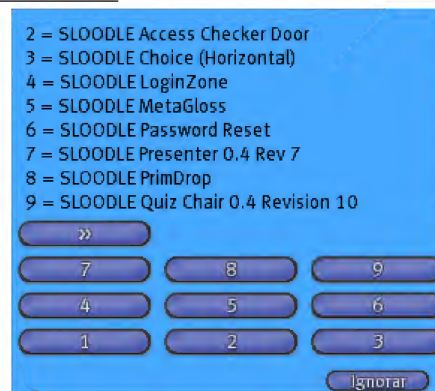 2 = SLOODLE Access Checker Door
3 = SLOODLE Choice (Horizontal)
4 = SLOODLE LoginZone
5 = SLOODLE MetaGloss
6 = SLOODLE Password Reset
7 = SLOODLE Presenter 0.4 Rev 7
8 = SLOODLE PrimDrop
9 = SLOODLE Quiz Chair 0.4 Revision 10
»
7 8 9
4 5 6
1 2 3
Ignorar